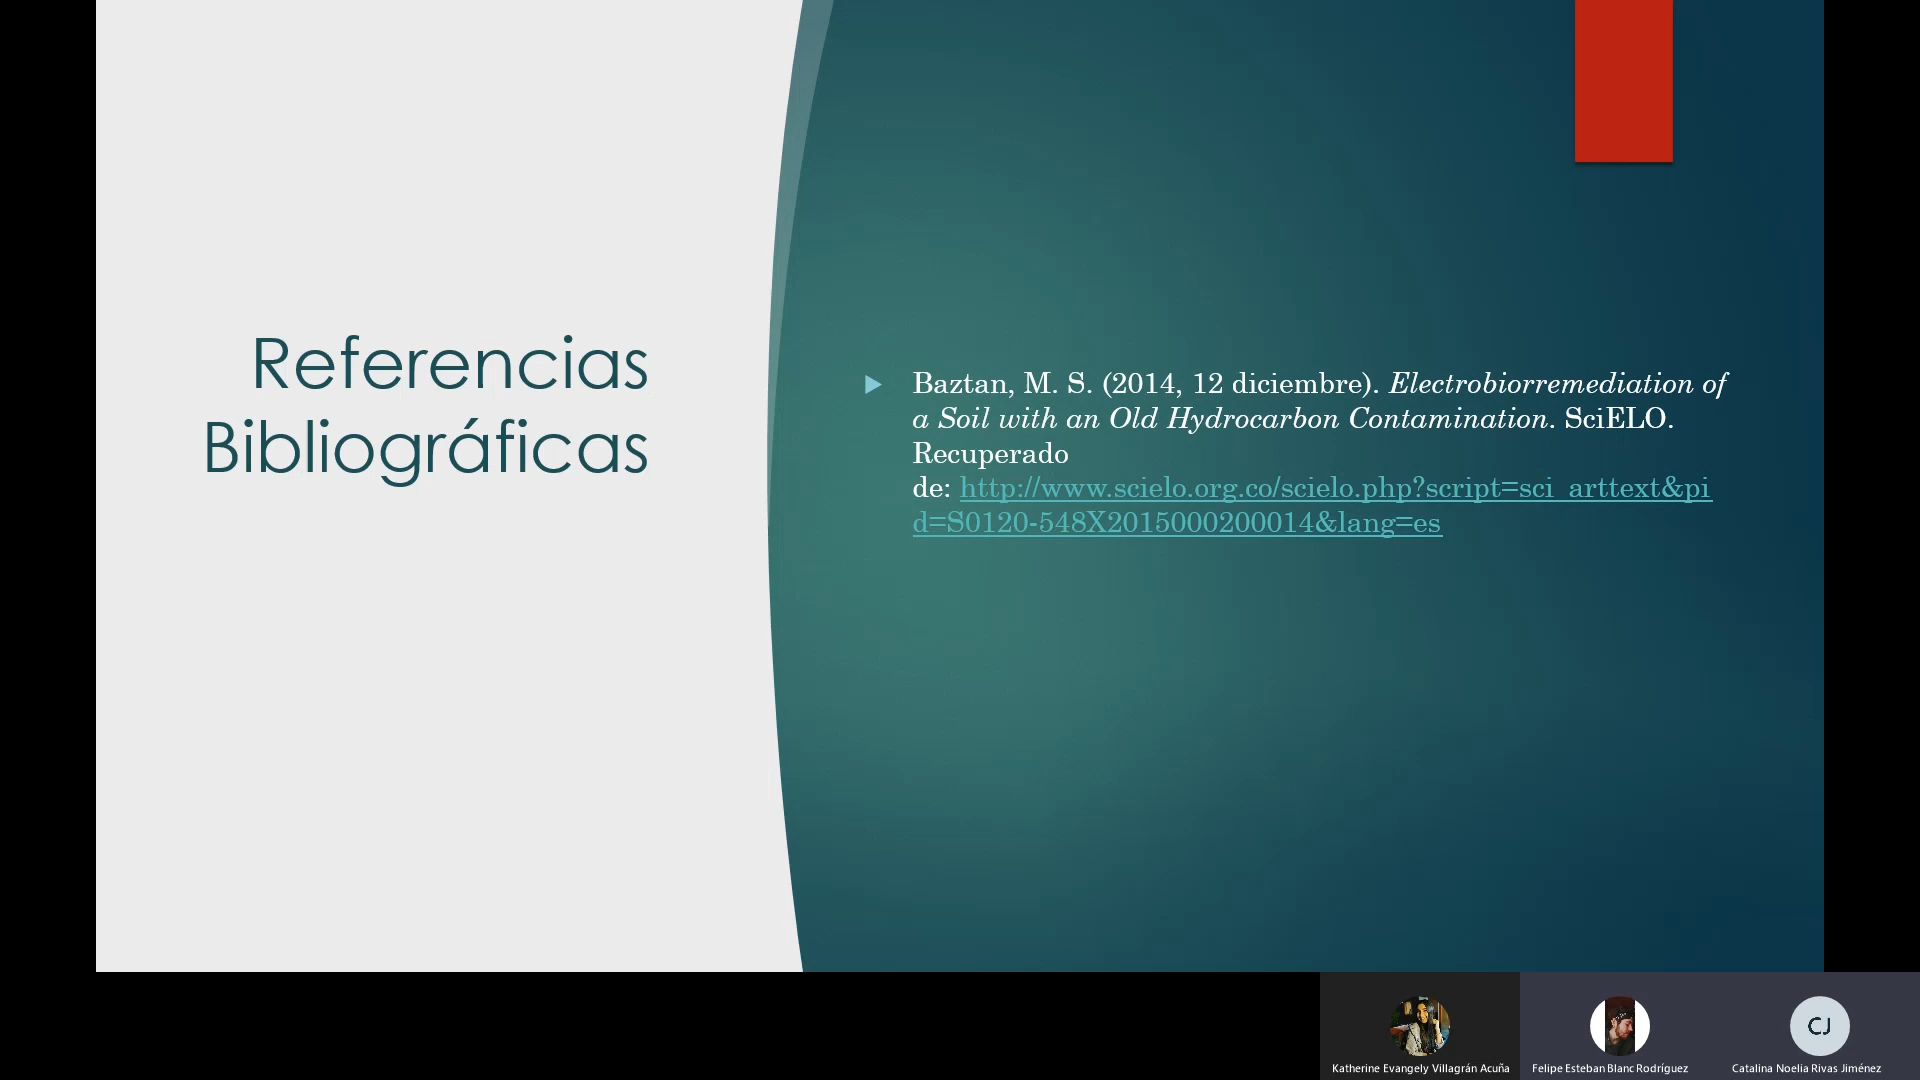 Referencias
Bibliográficas
Baztan, M. S. (2014, 12 diciembre). Electrobiorremediation of
a Soil with an Old Hydrocarbon Contamination. SciELO.
Recuperado
de: http://www.scielo.org.co/scielo.php?script=sci_arttext&pi
d=S0120-548X2015000200014&lang=es
CJ
Katherine Evangely Villagrán Acuña
Felipe Esteban Blanc Rodríguez
Catalina Noelia Rivas Jiménez